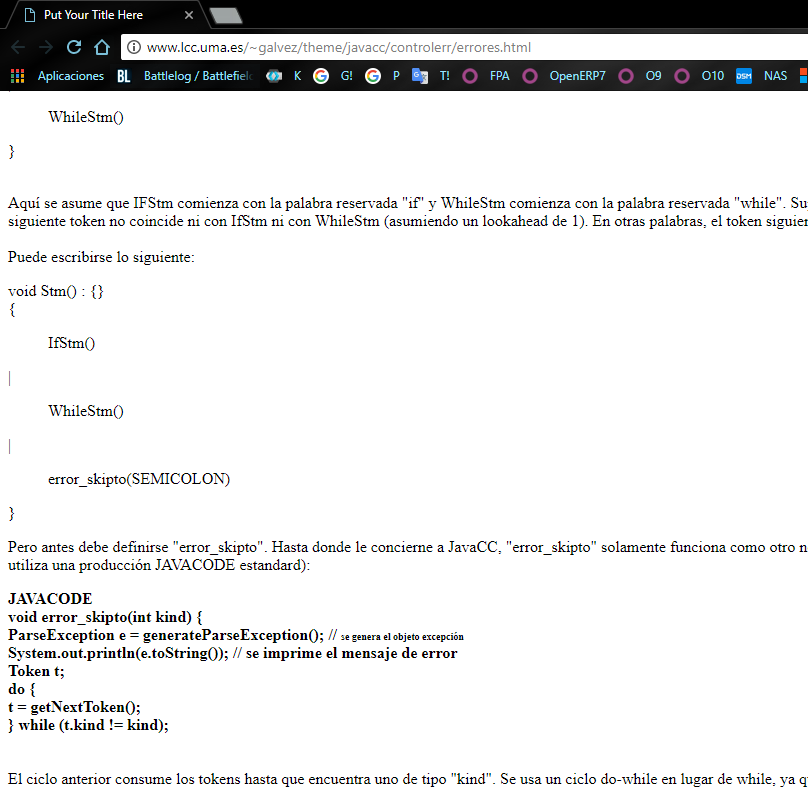 Put Your Title Here
www.lcc.uma.es/~galvez/theme/javacc/controlerr/errores.html
Aplicaciones BL Battlelog / Battlefiel K G! P T! FPA OpenERP7 O9 O10 DSM NAS
WhileStm()
}
Aquí se asume que IFStm comienza con la palabra reservada "if" y WhileStm comienza con la palabra reservada "while". Su
siguiente token no coincide ni con IfStm ni con WhileStm (asumiendo un lookahead de 1). En otras palabras, el token siguien
Puede escribirse lo siguiente:
void Stm() : {}
{
IfStm()
|
WhileStm()
|
error_skipto(SEMICOLON)
}
Pero antes debe definirse "error_skipto". Hasta donde le concierne a JavaCC, "error_skipto" solamente funciona como otro n
utiliza una producción JAVACODE estandard):
JAVACODE
void error_skipto(int kind) {
ParseException e = generateParseException(); // se genera el objeto excepción
System.out.println(e.toString()); // se imprime el mensaje de error
Token t;
do {
t = getNextToken();
} while (t.kind != kind);
El ciclo anterior consume los tokens hasta que encuentra uno de tipo "kind". Se usa un ciclo do-while en lugar de while, ya q